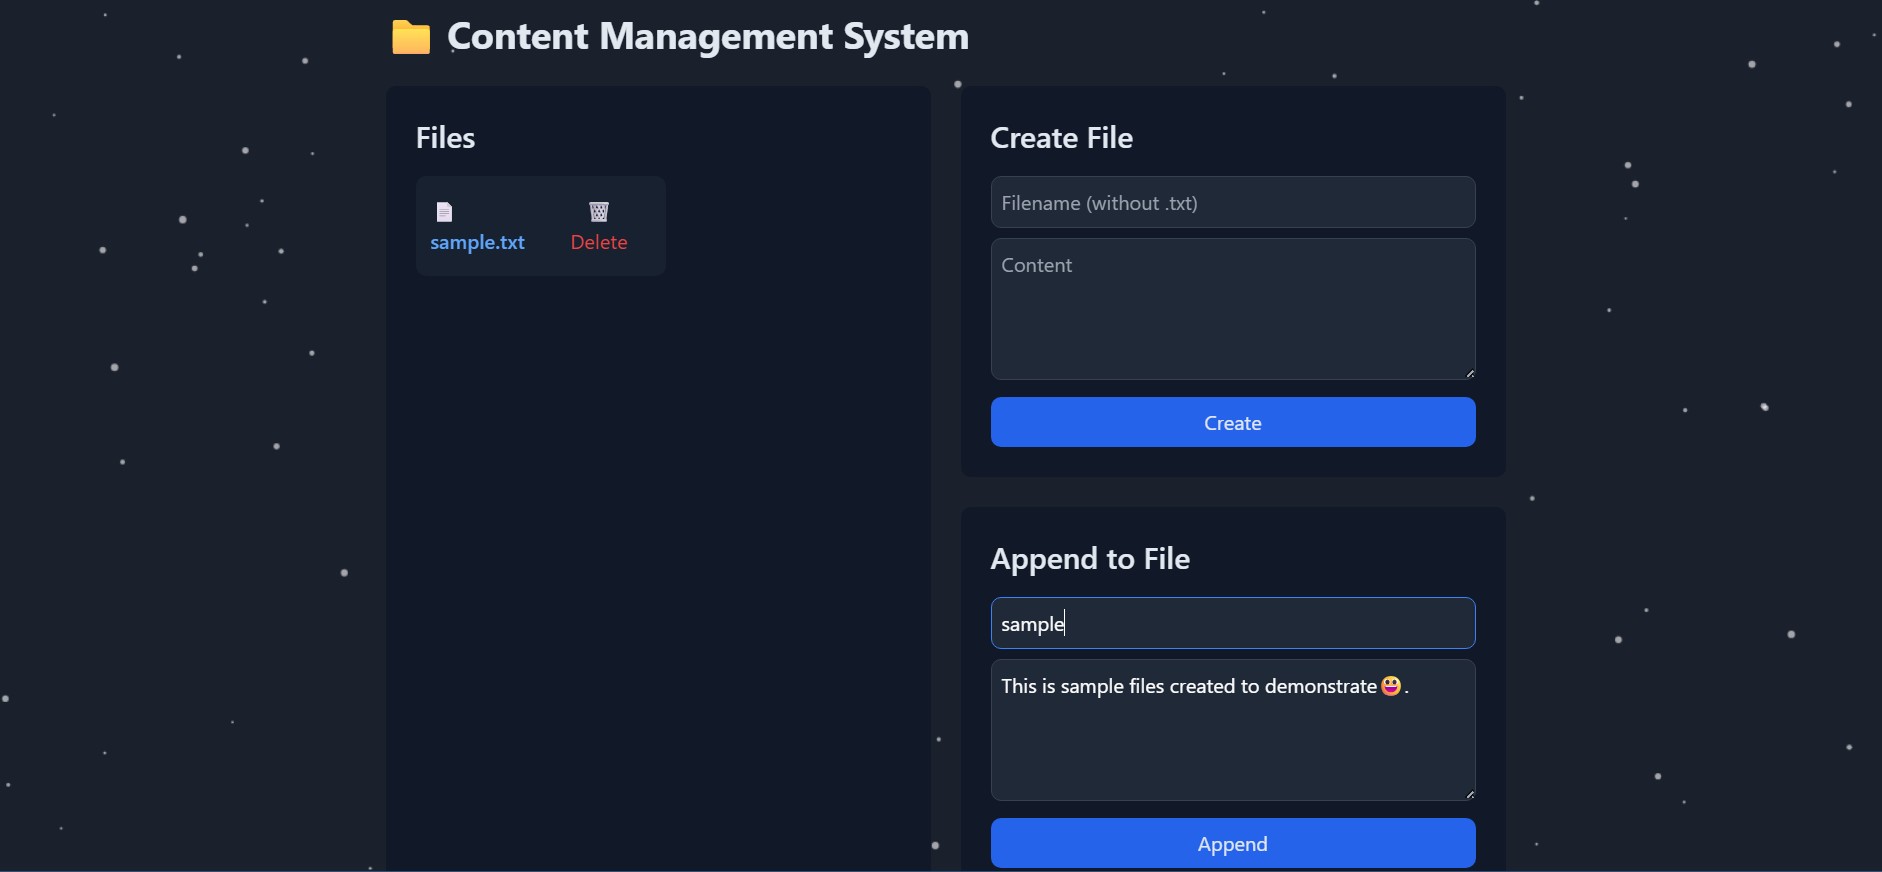 Content Management System
Files
sample.txt
Delete
Create File
Filename (without .txt)
Content
Create
Append to File
sample
This is sample files created to demonstrate😀.
Append